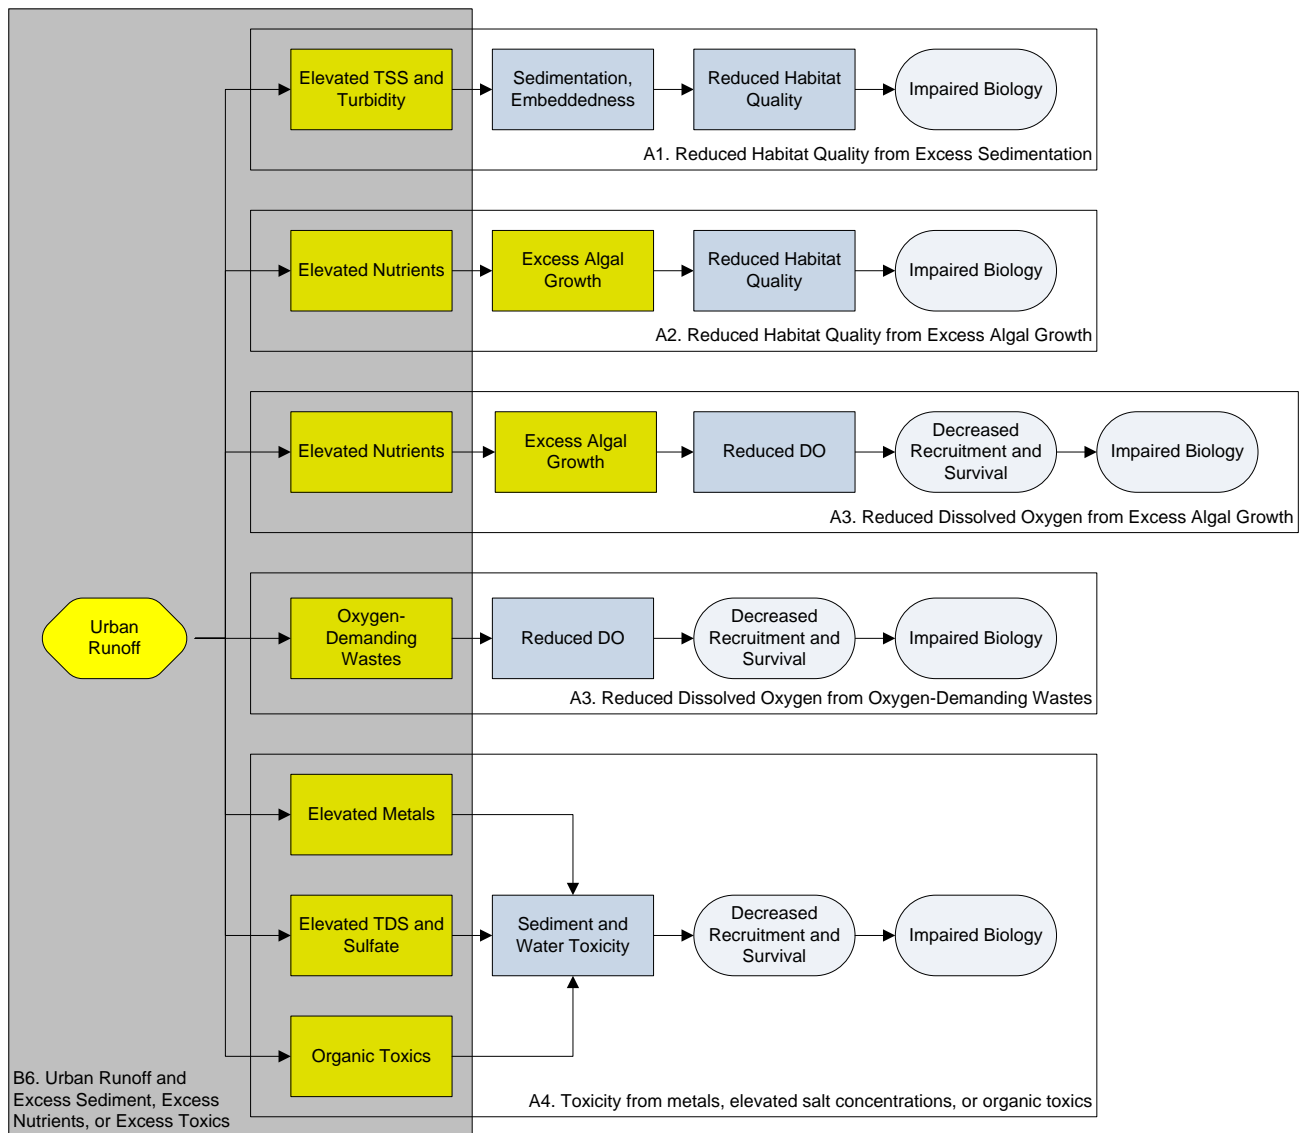 Elevated TSS and
Turbidity
Sedimentation,
Embeddedness
Reduced Habitat
Quality
Impaired Biology
A1. Reduced Habitat Quality from Excess Sedimentation
Elevated Nutrients
Excess Algal
Growth
Reduced Habitat
Quality
Impaired Biology
A2. Reduced Habitat Quality from Excess Algal Growth
Elevated Nutrients
Excess Algal
Growth
Reduced DO
Decreased
Recruitment and
Survival
Impaired Biology
A3. Reduced Dissolved Oxygen from Excess Algal Growth
Urban
Runoff
Oxygen-
Demanding
Wastes
Reduced DO
Decreased
Recruitment and
Survival
Impaired Biology
A3. Reduced Dissolved Oxygen from Oxygen-Demanding Wastes
Elevated Metals
Elevated TDS and
Sulfate
Sediment and
Water Toxicity
Decreased
Recruitment and
Survival
Impaired Biology
Organic Toxics
A4. Toxicity from metals, elevated salt concentrations, or organic toxics
B6. Urban Runoff and
Excess Sediment, Excess
Nutrients, or Excess Toxics